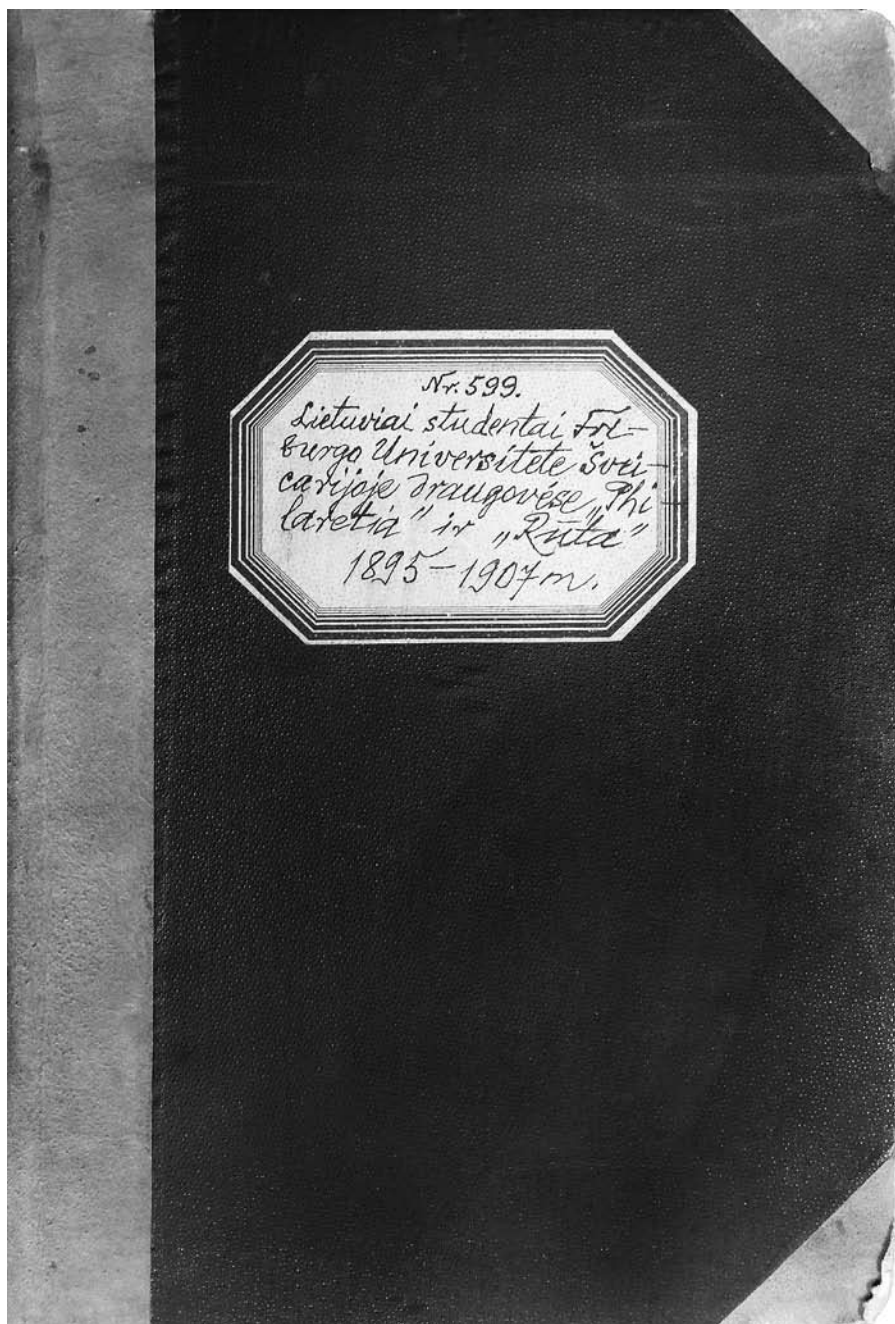 Nr. 599.
Lietuviai studentai Fri-
burgo Universitete Švei-
carijoje draugovėse „Phi
laretia" ir „Rūta"
1895-1907 m.